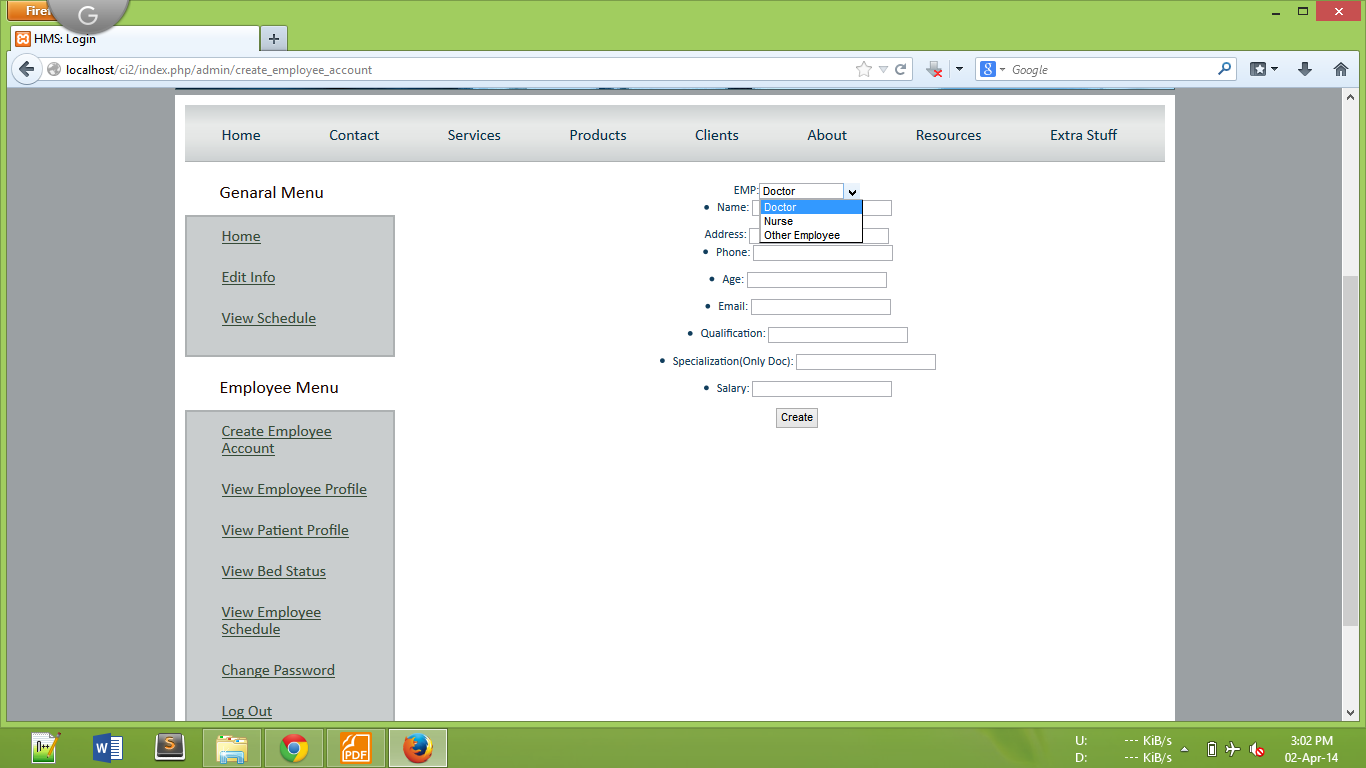 Firef
G
HMS: Login
localhost/ci2/index.php/admin/create_employee_account
8
Google
Home Contact Services Products Clients About Resources Extra Stuff
Genaral Menu
Home
Edit Info
View Schedule
Employee Menu
Create Employee
Account
View Employee Profile
View Patient Profile
View Bed Status
View Employee
Schedule
Change Password
Log Out
EMP: Doctor
Doctor
Nurse
Other Employee
• Name:
Address:
• Phone:
• Age:
• Email:
• Qualification:
• Specialization(Only Doc):
• Salary:
Create
n++
W
S
PDF
U: --- KiB/s
D: --- KiB/s
3:02 PM
02-Apr-14